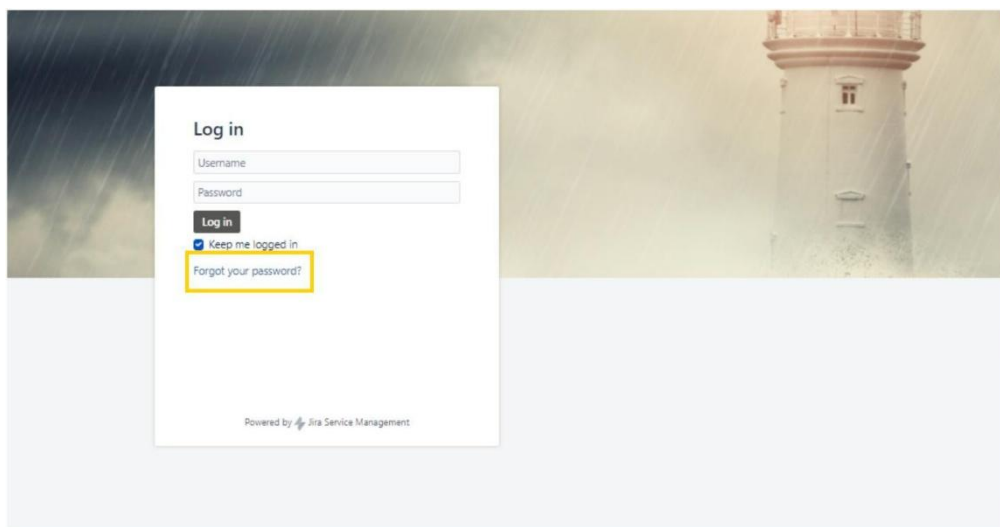 Log in
Username
Password
Log in
Keep me logged in
Forgot your password?
Powered by Jira Service Management